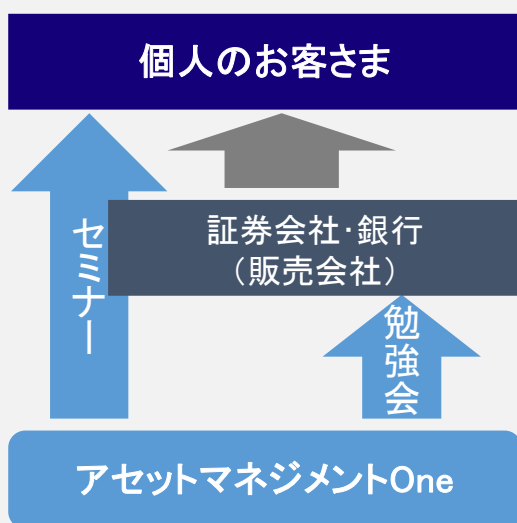 個人のお客さま
セミナー
証券会社・銀行
（販売会社）
勉強会
アセットマネジメントOne